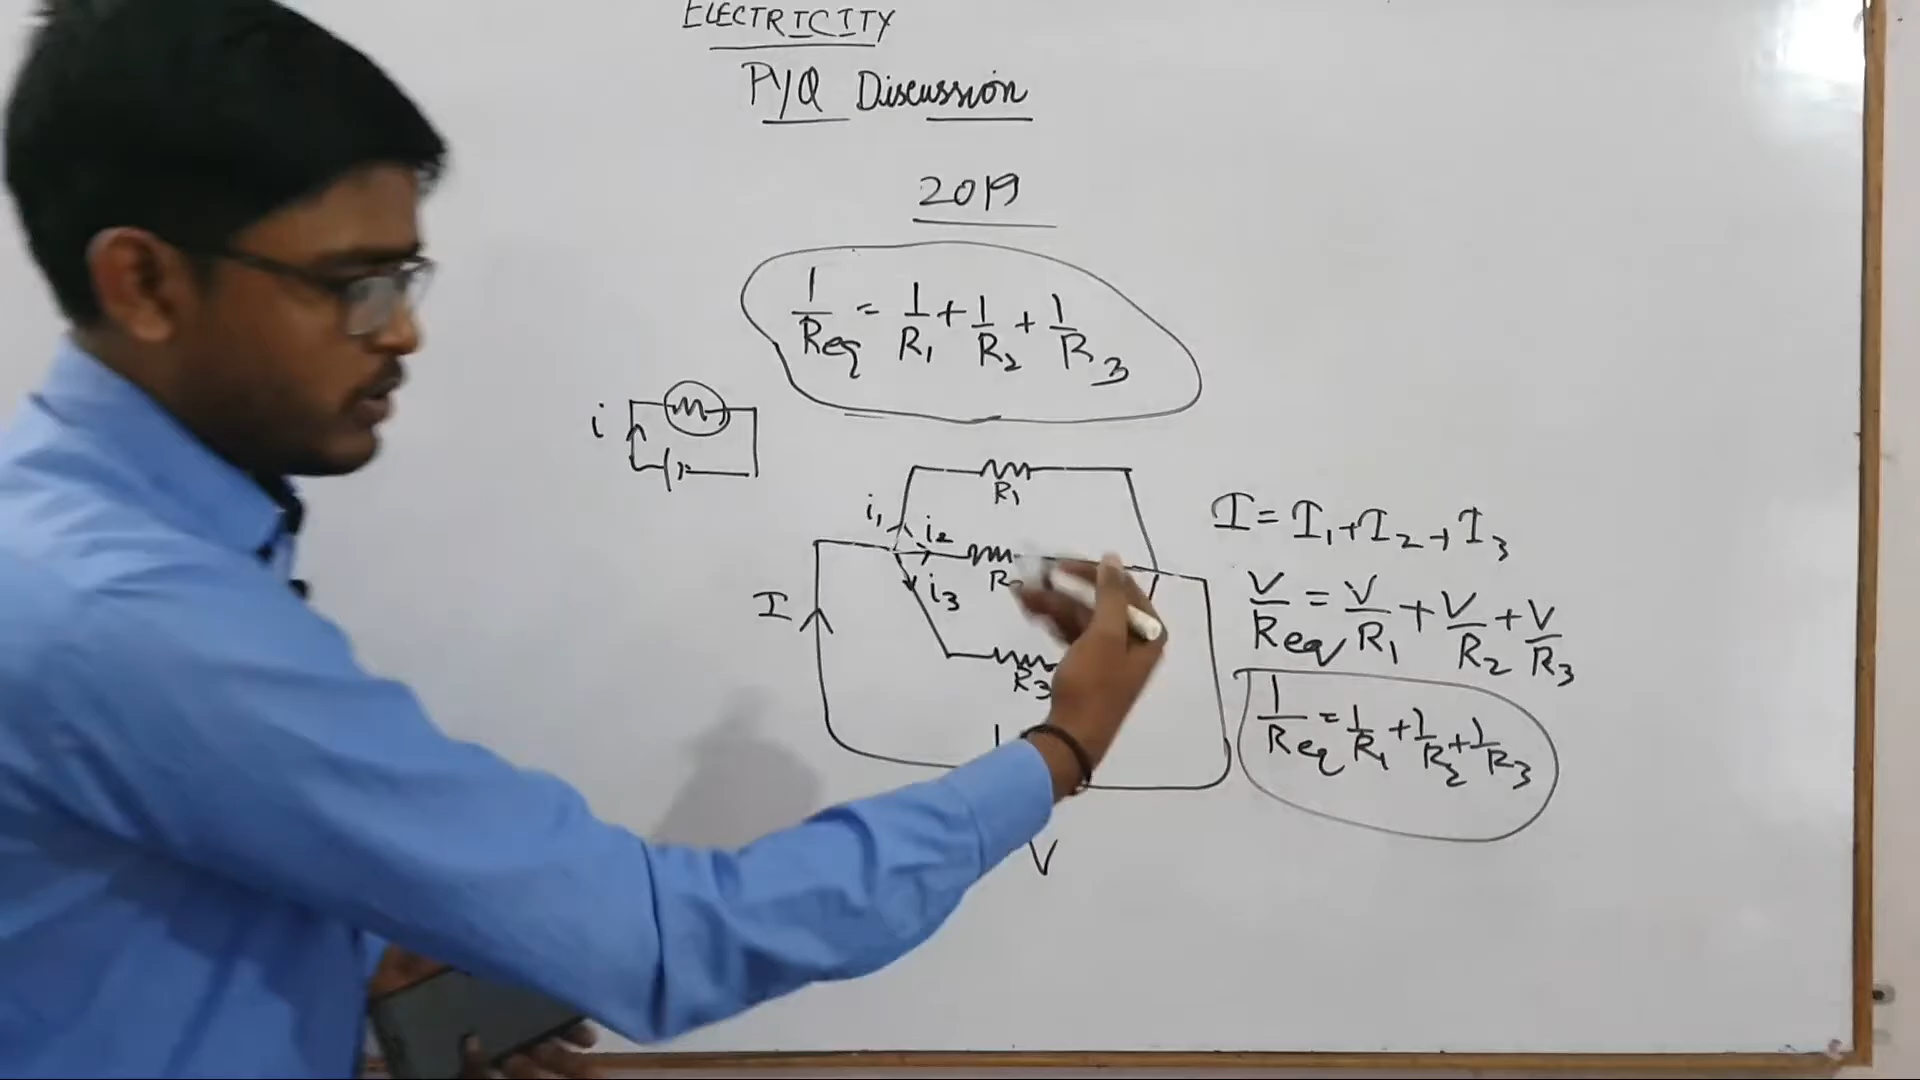 ELECTRICITY
PYQ Discussion
2019
1/Req = 1/R₁ + 1/R₂ + 1/R₃
i
R₁
i₁
i₂
R₂
i₃
I
R₃
V
I = I₁ + I₂ + I₃
V/Req = V/R₁ + V/R₂ + V/R₃
1/Req = 1/R₁ + 1/R₂ + 1/R₃